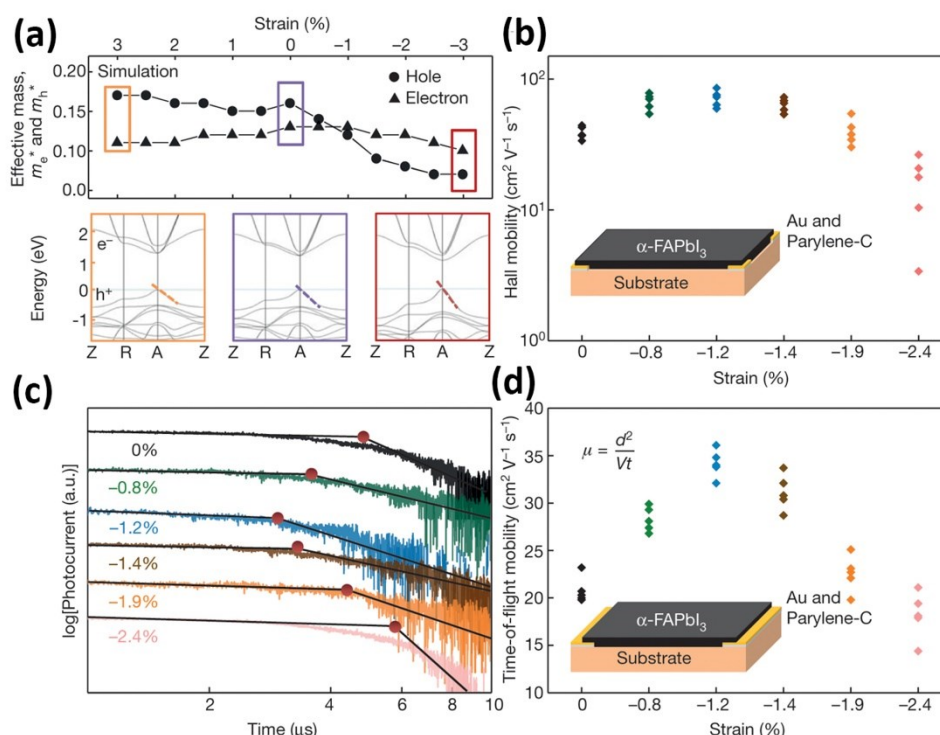 (a)
Strain (%)
3 2 1 0 −1 −2 −3
Effective mass,
mₑ* and mₕ*
0.20
0.15
0.10
0.05
0.0
Simulation
Hole
Electron
Energy (eV)
2
1
0
-1
e⁻
h⁺
Z R A Z
Z R A Z
Z R A Z
(b)
Hall mobility (cm² V⁻¹ s⁻¹)
10²
10¹
10⁰
α-FAPbI₃
Substrate
Au and
Parylene-C
0 −0.8 −1.2 −1.4 −1.9 −2.4
Strain (%)
(c)
log[Photocurrent (a.u.)]
0%
−0.8%
−1.2%
−1.4%
−1.9%
−2.4%
2 4 6 8 10
Time (μs)
(d)
Time-of-flight mobility (cm² V⁻¹ s⁻¹)
40
35
30
25
20
15
10
μ = d²/Vt
α-FAPbI₃
Substrate
Au and
Parylene-C
0 −0.8 −1.2 −1.4 −1.9 −2.4
Strain (%)